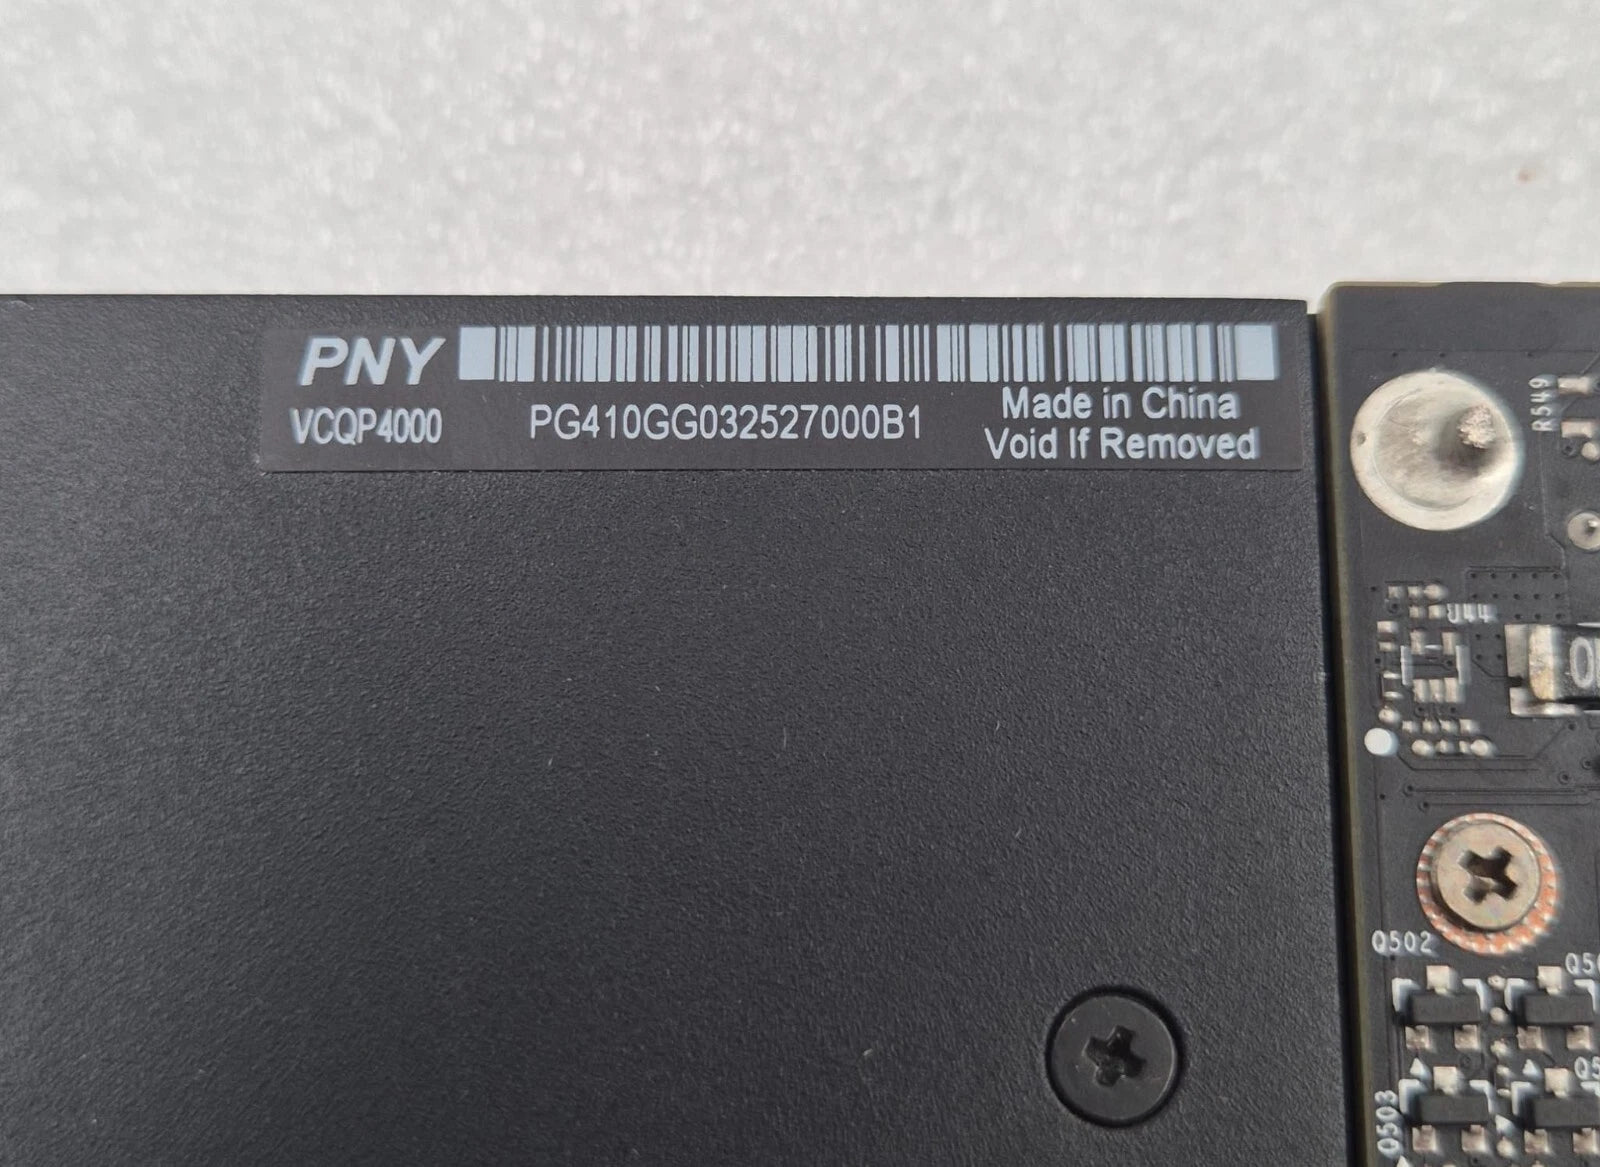 PNY
VCQP4000
PG410GG032527000B1
Made in China
Void If Removed
R549
U44
Q502
Q503